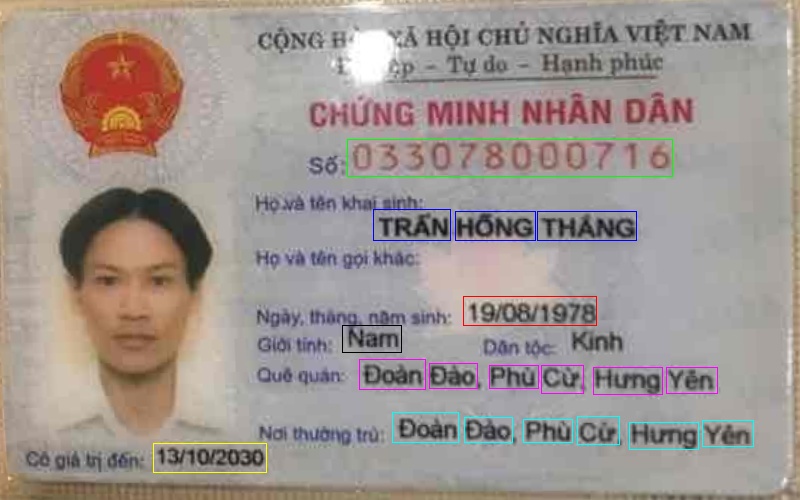 CỘNG HÒA XÃ HỘI CHỦ NGHĨA VIỆT NAM
Độc lập - Tự do - Hạnh phúc
CHỨNG MINH NHÂN DÂN
Số: 033078000716
Họ và tên khai sinh:
TRẦN HỒNG THẮNG
Họ và tên gọi khác:
Ngày, tháng, năm sinh: 19/08/1978
Giới tính: Nam Dân tộc: Kinh
Quê quán: Đoàn Đào, Phù Cừ, Hưng Yên
Nơi thường trú: Đoàn Đào, Phù Cừ, Hưng Yên
Có giá trị đến: 13/10/2030